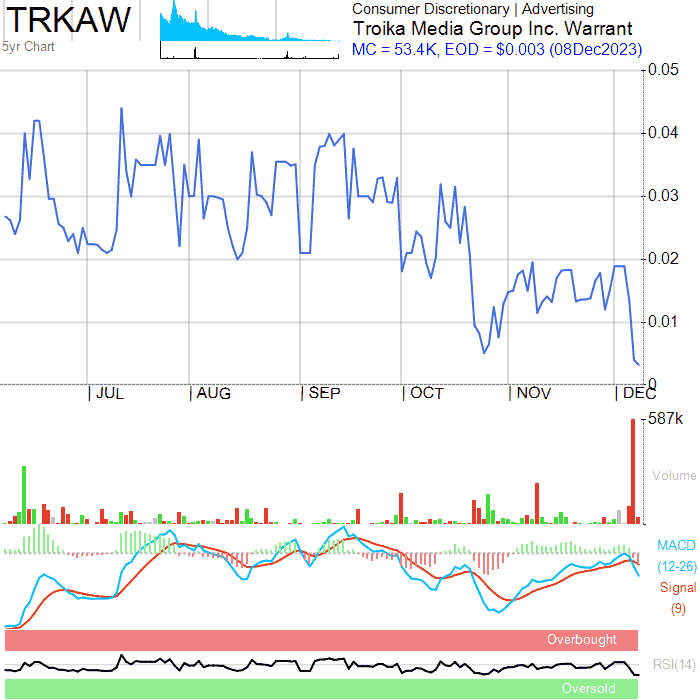 TRKAW
5yr Chart
Consumer Discretionary | Advertising
Troika Media Group Inc. Warrant
MC = 53.4K, EOD = $0.003 (08Dec2023)
0.05
0.04
0.03
0.02
0.01
0
JUL AUG SEP OCT NOV DEC
587k
Volume
MACD
(12-26)
Signal
(9)
Overbought
RSI(14)
Oversold